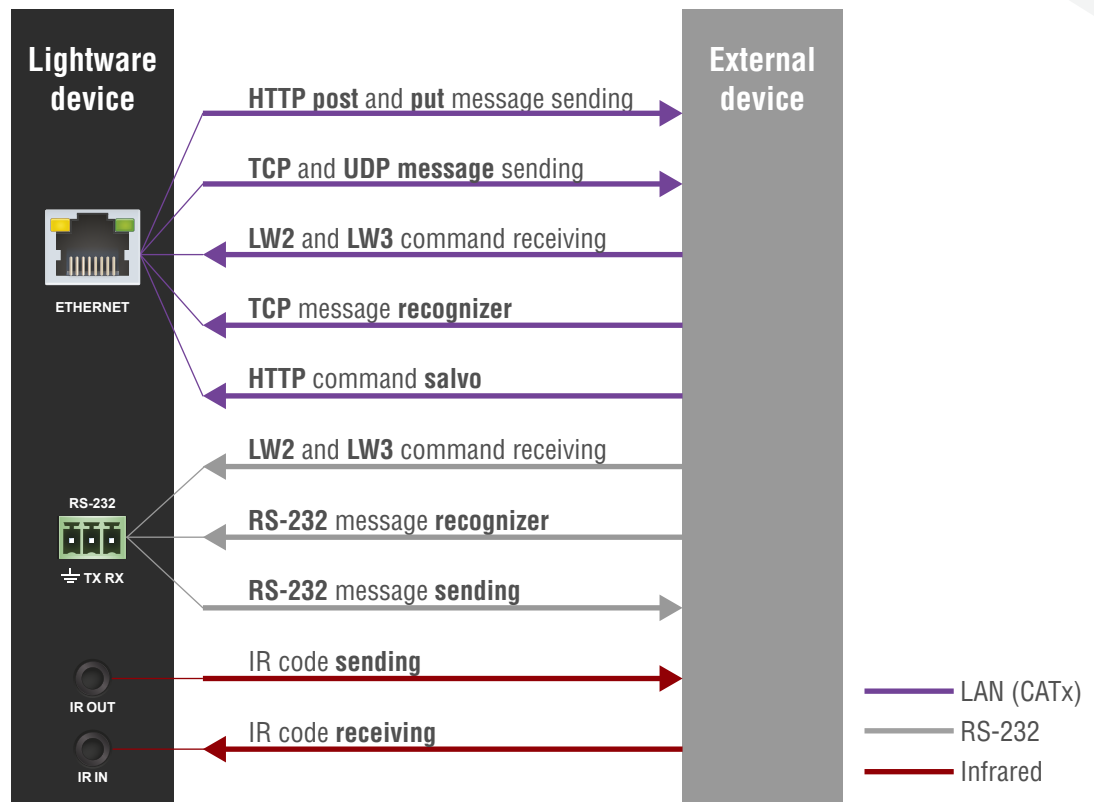 Lightware
device
External
device
HTTP post and put message sending
TCP and UDP message sending
LW2 and LW3 command receiving
ETHERNET
TCP message recognizer
HTTP command salvo
LW2 and LW3 command receiving
RS-232
RS-232 message recognizer
TX RX
RS-232 message sending
IR code sending
IR OUT
IR code receiving
IR IN
LAN (CATx)
RS-232
Infrared